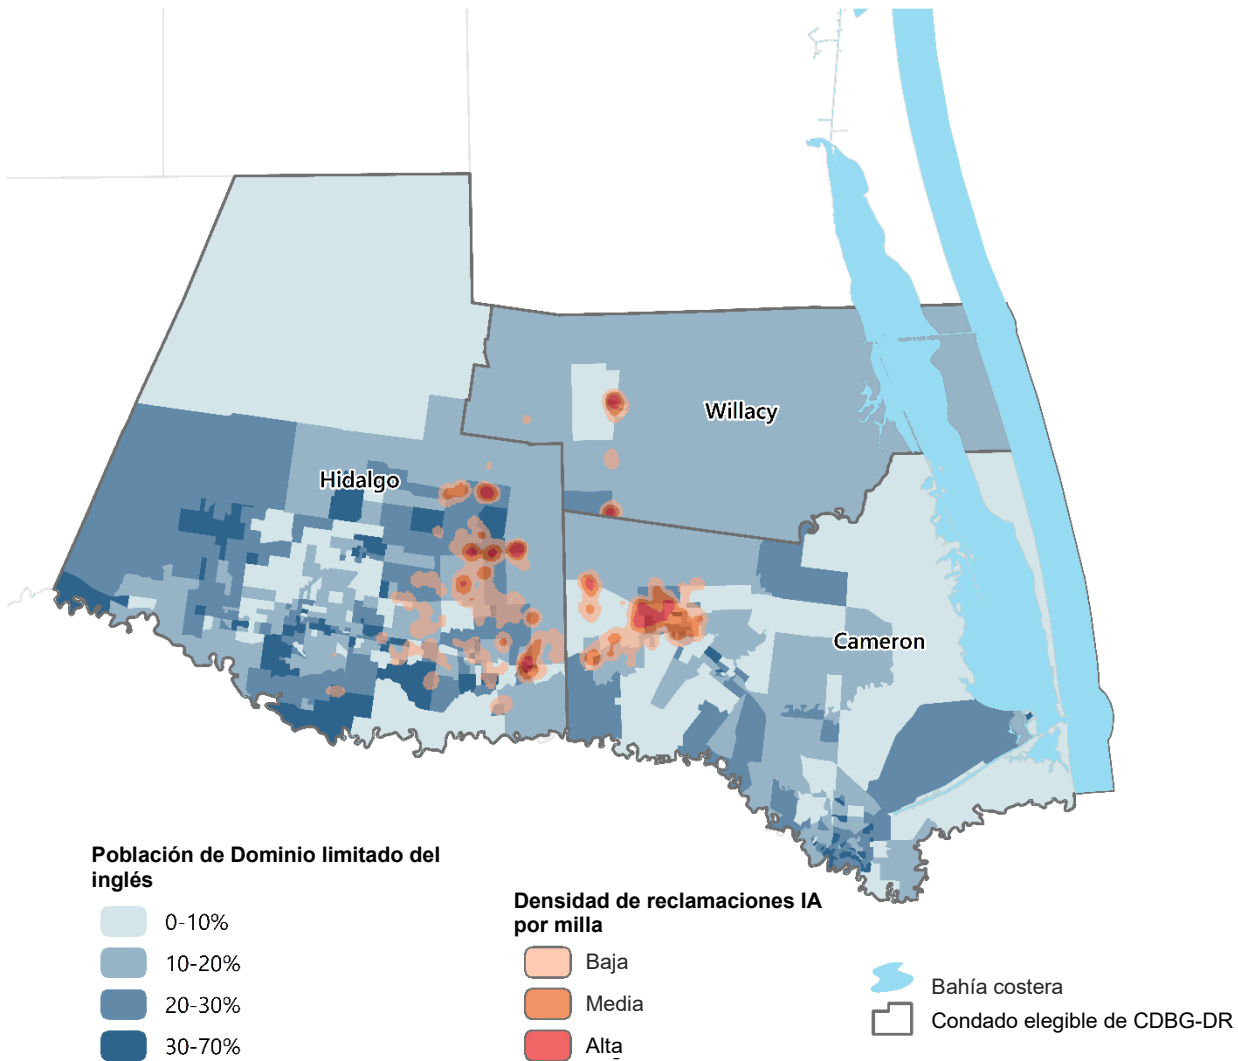 Willacy
Hidalgo
Cameron
Población de Dominio limitado del
inglés
0-10%
10-20%
20-30%
30-70%
Densidad de reclamaciones IA
por milla
Baja
Media
Alta
Bahía costera
Condado elegible de CDBG-DR